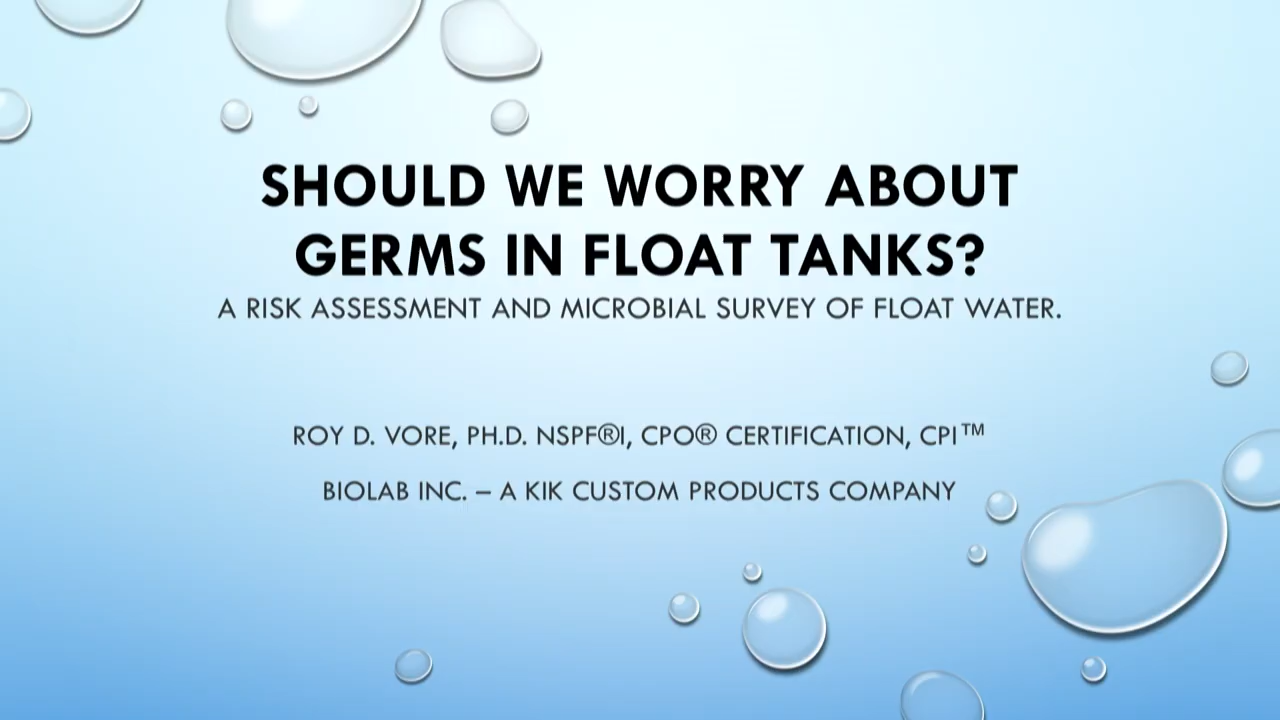 SHOULD WE WORRY ABOUT
GERMS IN FLOAT TANKS?
A RISK ASSESSMENT AND MICROBIAL SURVEY OF FLOAT WATER.
ROY D. VORE, PH.D. NSPF®I, CPO® CERTIFICATION, CPI™
BIOLAB INC. – A KIK CUSTOM PRODUCTS COMPANY